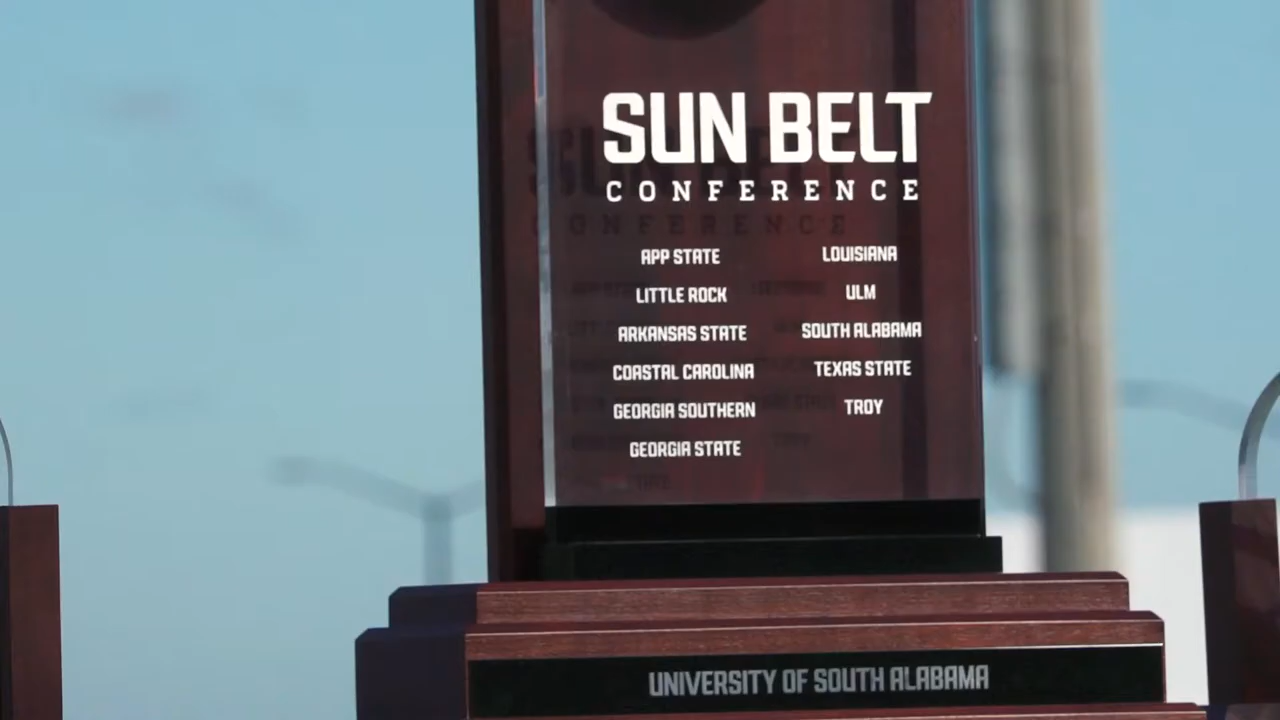 SUN BELT
CONFERENCE
APP STATE
LITTLE ROCK
ARKANSAS STATE
COASTAL CAROLINA
GEORGIA SOUTHERN
GEORGIA STATE
LOUISIANA
ULM
SOUTH ALABAMA
TEXAS STATE
TROY
UNIVERSITY OF SOUTH ALABAMA